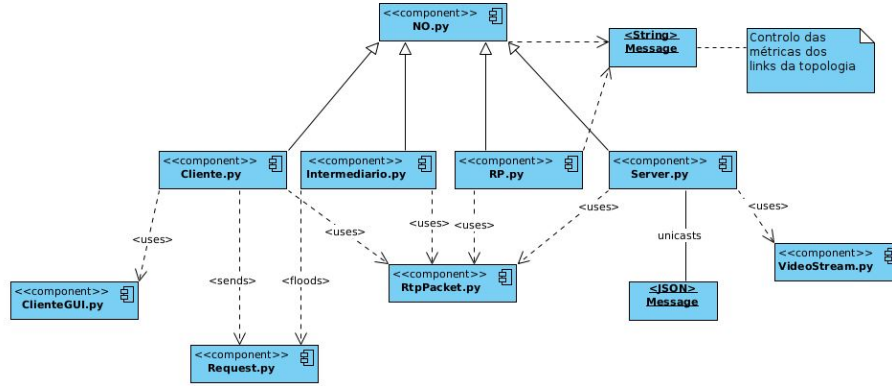 <<component>>
NO.py
<String>
Message
Controlo das
métricas dos
links da topologia
<<component>>
Cliente.py
<<component>>
Intermediario.py
<<component>>
RP.py
<<component>>
Server.py
<uses>
<sends>
<floods>
<uses>
<uses>
<uses>
<uses>
unicasts
<uses>
<<component>>
ClienteGUI.py
<<component>>
RtpPacket.py
<JSON>
Message
<<component>>
VideoStream.py
<<component>>
Request.py